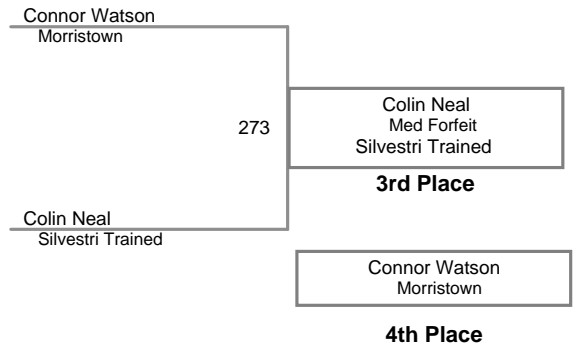 Connor Watson
Morristown
273
Colin Neal
Med Forfeit
Silvestri Trained
3rd Place
Colin Neal
Silvestri Trained
Connor Watson
Morristown
4th Place